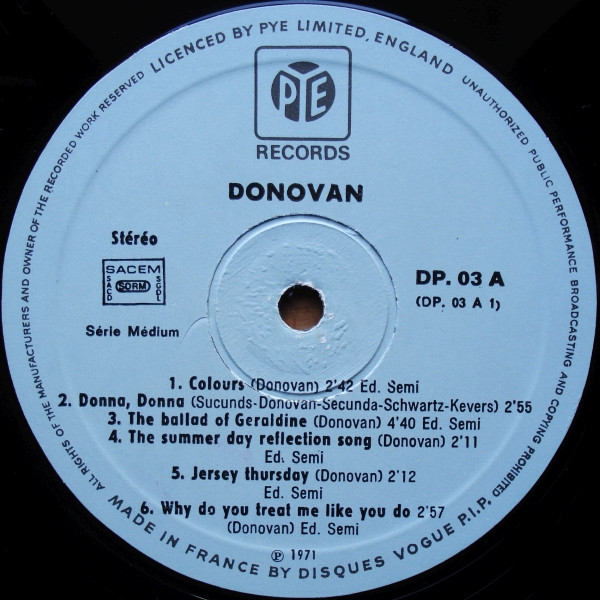 LICENCED BY PYE LIMITED, ENGLAND
UNAUTHORIZED PUBLIC PERFORMANCE BROADCASTING AND COPYING PROHIBITED
ALL RIGHTS OF THE MANUFACTURERS AND OWNER OF THE RECORDED WORK RESERVED
PYE
RECORDS
DONOVAN
Stéréo
SACEM
SACD
SDRM
SGDL
Série Médium
DP. 03 A
(DP. 03 A 1)
1. Colours (Donovan) 2'42 Ed. Semi
2. Donna, Donna (Sucunds-Donovan-Secunda-Schwartz-Kevers) 2'55
3. The ballad of Geraldine (Donovan) 4'40 Ed. Semi
4. The summer day reflection song (Donovan) 2'11
Ed. Semi
5. Jersey thursday (Donovan) 2'12
Ed. Semi
6. Why do you treat me like you do 2'57
(Donovan) Ed. Semi
℗ 1971
MADE IN FRANCE BY DISQUES VOGUE P.I.P.